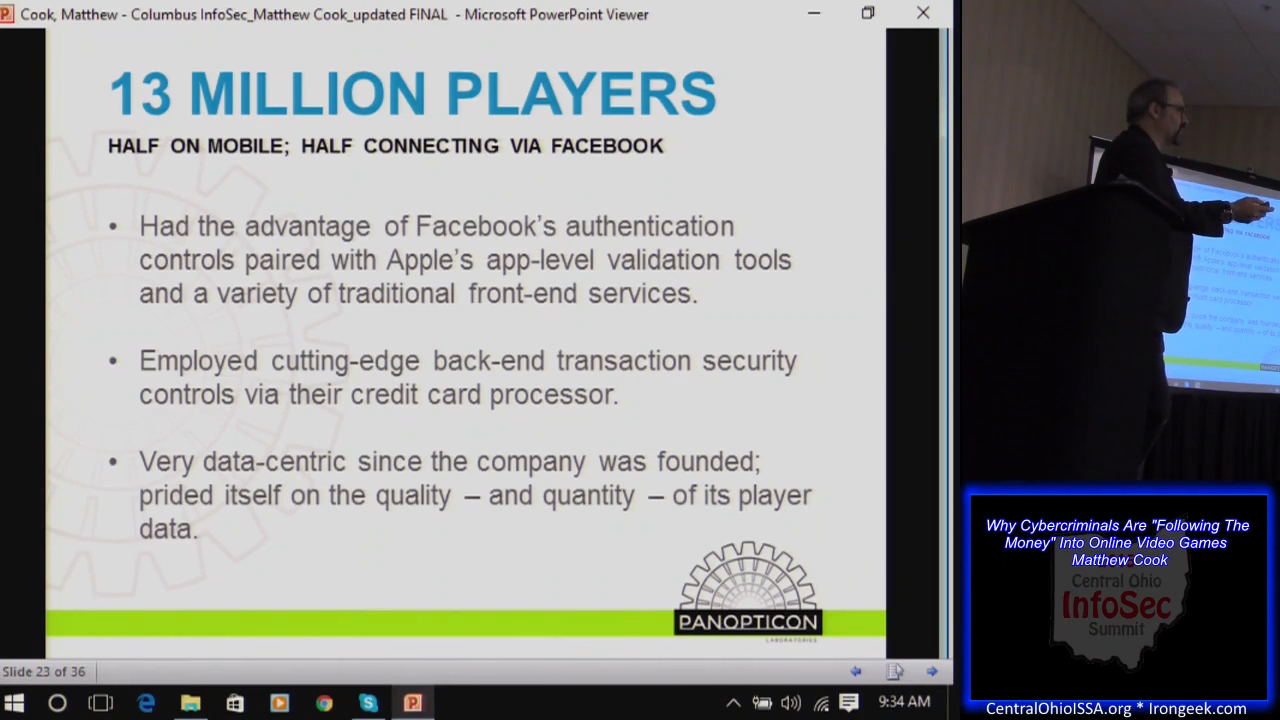 Cook, Matthew - Columbus InfoSec_Matthew Cook_updated FINAL - Microsoft PowerPoint Viewer
13 MILLION PLAYERS
HALF ON MOBILE; HALF CONNECTING VIA FACEBOOK
• Had the advantage of Facebook's authentication
controls paired with Apple's app-level validation tools
and a variety of traditional front-end services.
• Employed cutting-edge back-end transaction security
controls via their credit card processor.
• Very data-centric since the company was founded;
prided itself on the quality – and quantity – of its player
data.
PANOPTICON
LABORATORIES
Slide 23 of 36
9:34 AM
Why Cybercriminals Are "Following The
Money" Into Online Video Games
Matthew Cook
Central Ohio
InfoSec
Summit
CentralOhioISSA.org * Irongeek.com